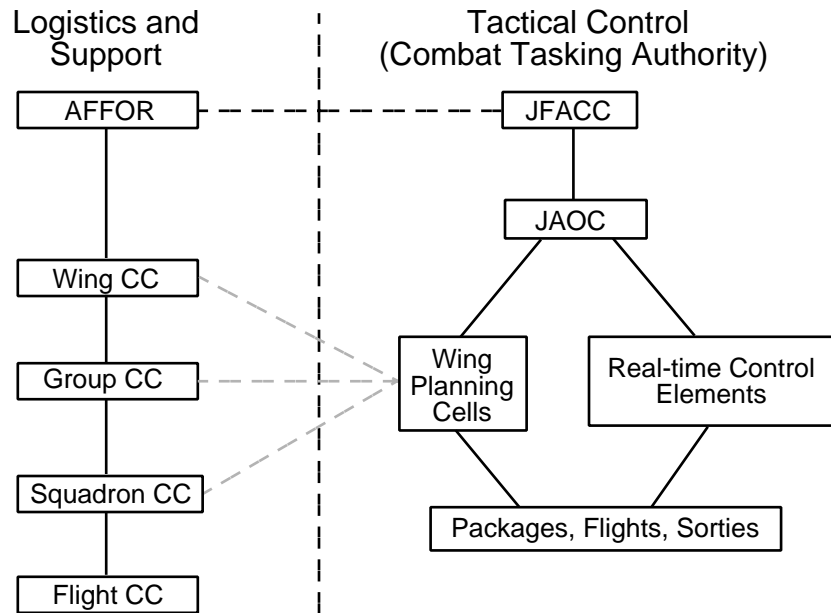 Logistics and
Support
Tactical Control
(Combat Tasking Authority)
AFFOR
JFACC
JAOC
Wing CC
Group CC
Wing
Planning
Cells
Real-time Control
Elements
Squadron CC
Packages, Flights, Sorties
Flight CC